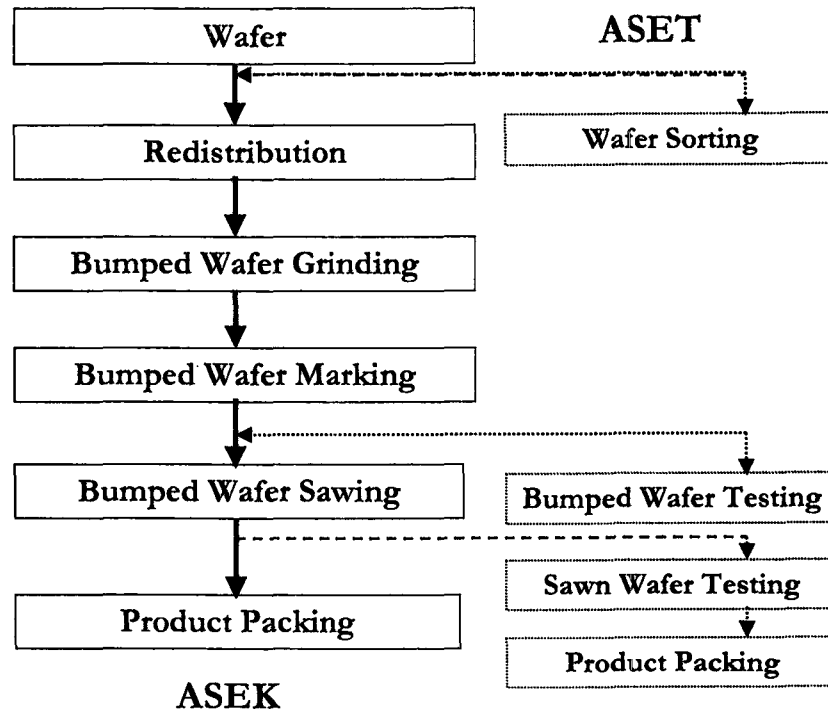 Wafer
ASET
Wafer Sorting
Redistribution
Bumped Wafer Grinding
Bumped Wafer Marking
Bumped Wafer Sawing
Bumped Wafer Testing
Sawn Wafer Testing
Product Packing
Product Packing
ASEK